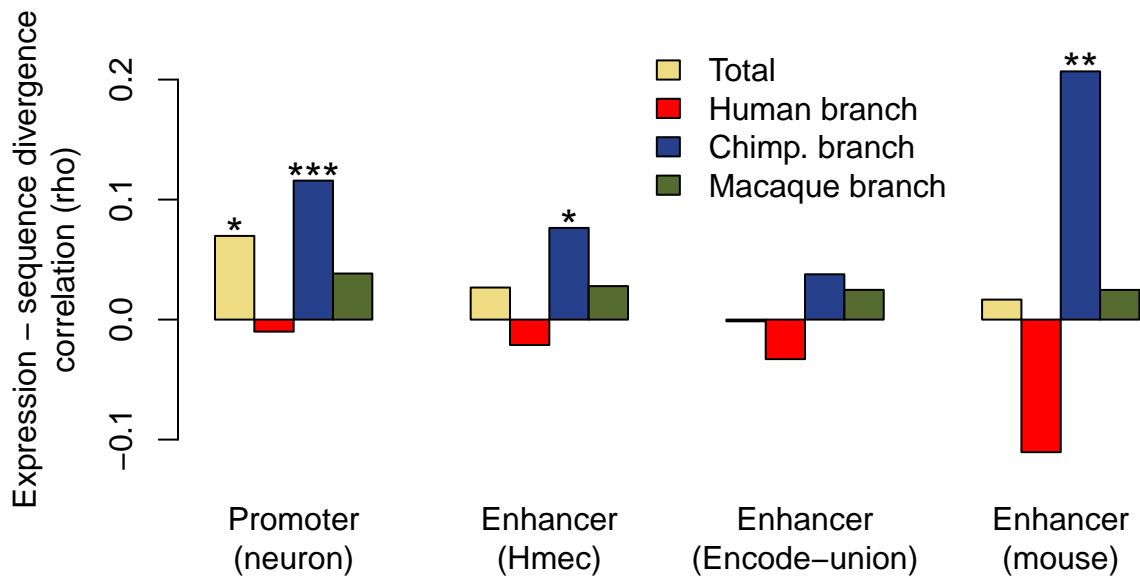 Expression – sequence divergence
correlation (rho)
0.2
0.1
0.0
−0.1
Total
Human branch
Chimp. branch
Macaque branch
*
***
*
**
Promoter
(neuron)
Enhancer
(Hmec)
Enhancer
(Encode−union)
Enhancer
(mouse)